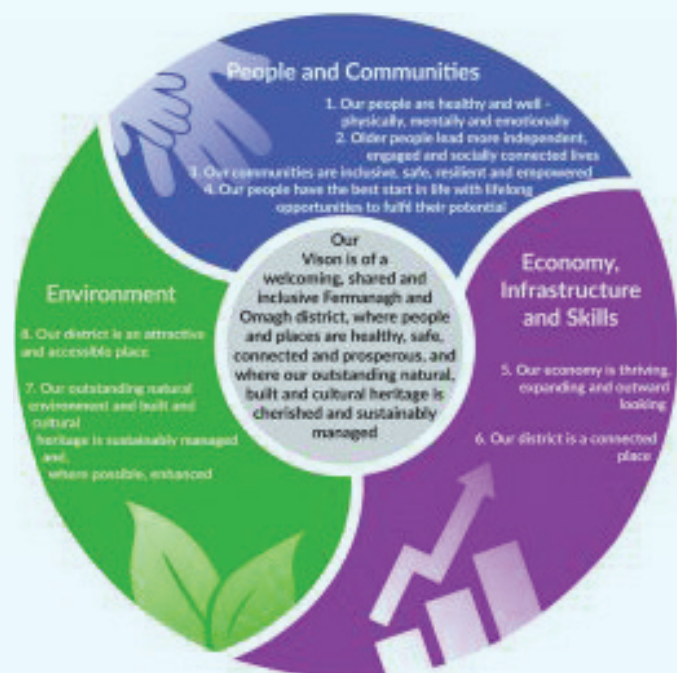 People and Communities
1. Our people are healthy and well -
physically, mentally and emotionally
2. Older people lead more independent,
engaged and socially connected lives
3. Our communities are inclusive, safe, resilient and empowered
4. Our people have the best start in life with lifelong
opportunities to fulfil their potential
Our
Vison is of a
welcoming, shared and
inclusive Fermanagh and
Omagh district, where people
and places are healthy, safe,
connected and prosperous, and
where our outstanding natural,
built and cultural heritage is
cherished and sustainably
managed
Economy,
Infrastructure
and Skills
5. Our economy is thriving,
expanding and outward
looking
6. Our district is a connected
place
Environment
8. Our district is an attractive
and accessible place
7. Our outstanding natural
environment and built and
cultural
heritage is sustainably managed
and,
where possible, enhanced